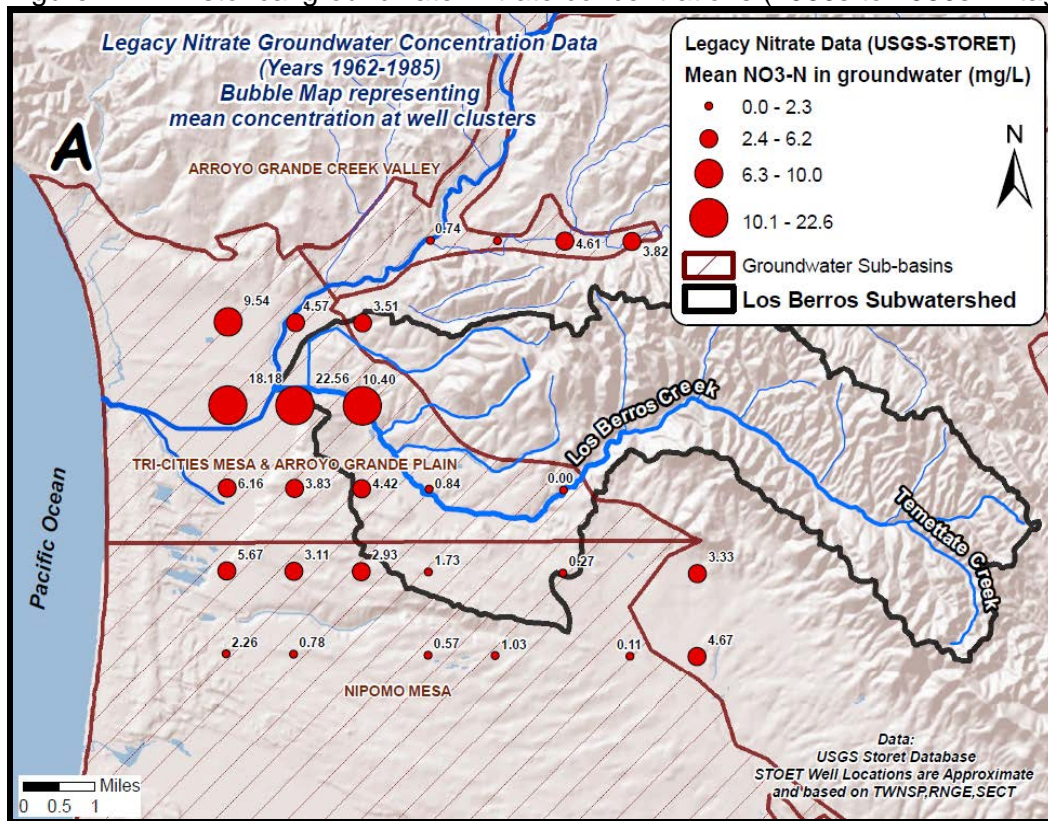 Legacy Nitrate Groundwater Concentration Data
(Years 1962-1985)
Bubble Map representing
mean concentration at well clusters
A
Legacy Nitrate Data (USGS-STORET)
Mean NO3-N in groundwater (mg/L)
0.0 - 2.3
2.4 - 6.2
6.3 - 10.0
10.1 - 22.6
Groundwater Sub-basins
Los Berros Subwatershed
N
ARROYO GRANDE CREEK VALLEY
0.74
4.61
3.82
9.54
4.57
3.51
18.18
22.56
10.40
Los Berros Creek
TRI-CITIES MESA & ARROYO GRANDE PLAIN
6.16
3.83
4.42
0.84
0.00
Temettate Creek
Pacific Ocean
5.67
3.11
2.93
1.73
0.27
3.33
2.26
0.78
0.57
1.03
0.11
4.67
NIPOMO MESA
Miles
0 0.5 1
Data:
USGS Storet Database
STOET Well Locations are Approximate
and based on TWNSP,RNGE,SECT